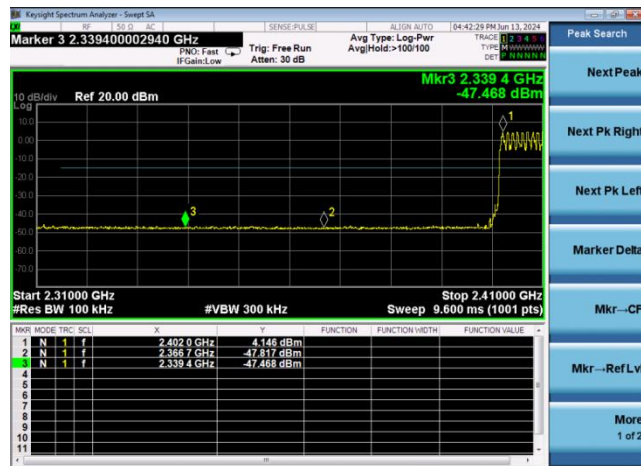 Keysight Spectrum Analyzer - Swept SA
RF 50 Ω AC SENSE:PULSE ALIGN AUTO 04:42:29 PM Jun 13, 2024
Marker 3 2.339400002940 GHz
PNO: Fast
IFGain:Low
Trig: Free Run
Atten: 30 dB
Avg Type: Log-Pwr
Avg|Hold:>100/100
TRACE 1 2 3 4 5 6
TYPE M WWWWW
DET P N N N N N
Mkr3 2.339 4 GHz
-47.468 dBm
10 dB/div Ref 20.00 dBm
Log
10.0
0.00
-10.0
-20.0
-30.0
-40.0
-50.0
-60.0
-70.0
1
2
3
Start 2.31000 GHz
#Res BW 100 kHz
#VBW 300 kHz
Stop 2.41000 GHz
Sweep 9.600 ms (1001 pts)
MKR MODE TRC SCL X Y FUNCTION FUNCTION WIDTH FUNCTION VALUE
1 N 1 f 2.402 0 GHz 4.146 dBm
2 N 1 f 2.366 7 GHz -47.817 dBm
3 N 1 f 2.339 4 GHz -47.468 dBm
4
5
6
7
8
9
10
11
Peak Search
Next Peak
Next Pk Right
Next Pk Left
Marker Delta
Mkr→CF
Mkr→Ref Lvl
More
1 of 2